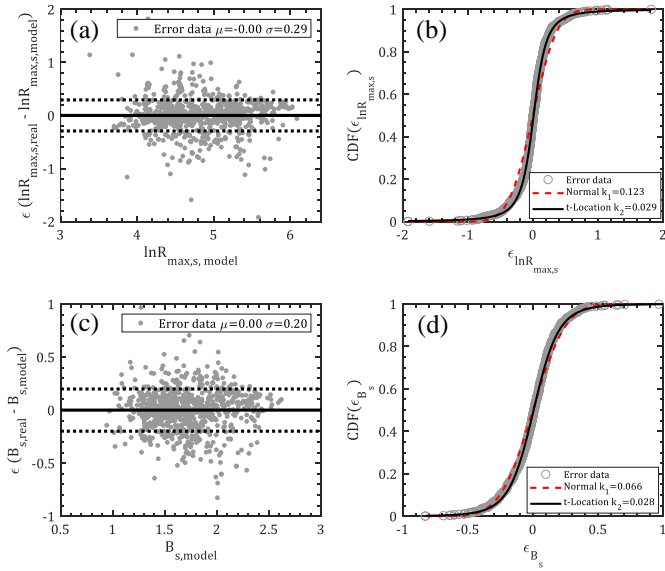 (a)
Error data μ=-0.00 σ=0.29
ϵ (lnR_max,s,real - lnR_max,s,model)
2
1
0
-1
-2
3 4 5 6
lnR_max,s, model
(b)
CDF(ϵ_lnR_max,s)
1
0.8
0.6
0.4
0.2
0
Error data
Normal k_1=0.123
t-Location k_2=0.029
-2 -1 0 1 2
ϵ_lnR_max,s
(c)
Error data μ=0.00 σ=0.20
ϵ (B_s,real - B_s,model)
1
0.5
0
-0.5
-1
0.5 1 1.5 2 2.5 3
B_s,model
(d)
CDF(ϵ_B_s)
1
0.8
0.6
0.4
0.2
0
Error data
Normal k_1=0.066
t-Location k_2=0.028
-1 -0.5 0 0.5 1
ϵ_B_s